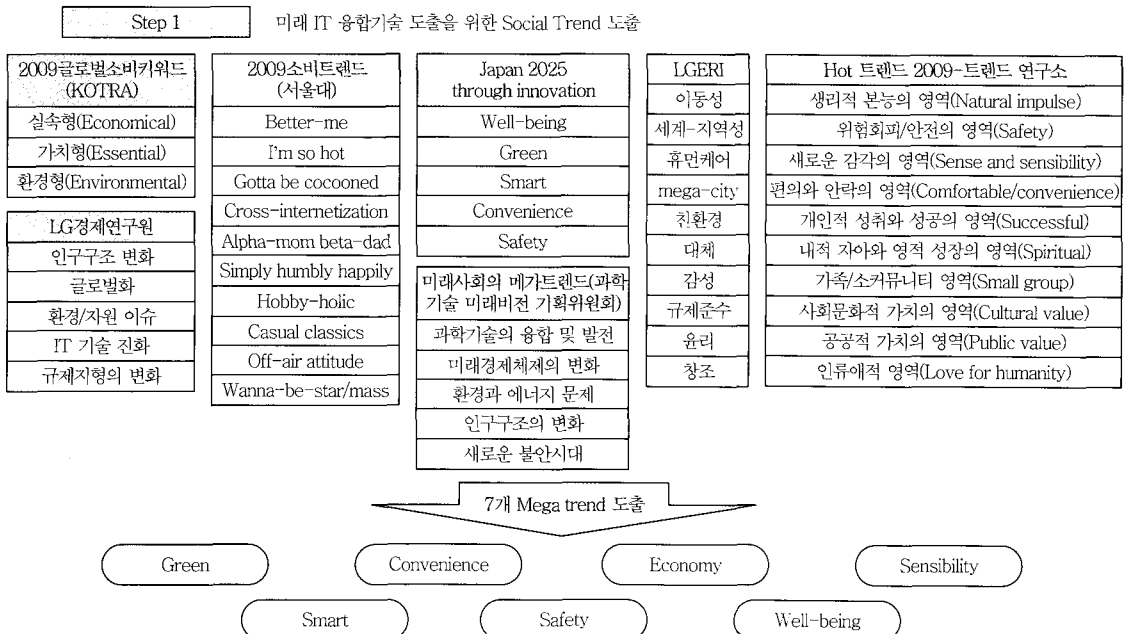 Step 1
미래 IT 융합기술 도출을 위한 Social Trend 도출
2009글로벌소비키워드
(KOTRA)
실속형(Economical)
가치형(Essential)
환경형(Environmental)
LG경제연구원
인구구조 변화
글로벌화
환경/자원 이슈
IT 기술 진화
규제지형의 변화
2009소비트렌드
(서울대)
Better-me
I'm so hot
Gotta be cocooned
Cross-internetization
Alpha-mom beta-dad
Simply humbly happily
Hobby-holic
Casual classics
Off-air attitude
Wanna-be-star/mass
Japan 2025
through innovation
Well-being
Green
Smart
Convenience
Safety
미래사회의 메가트렌드(과학
기술 미래비전 기획위원회)
과학기술의 융합 및 발전
미래경제체제의 변화
환경과 에너지 문제
인구구조의 변화
새로운 불안시대
LGERI
이동성
세계-지역성
휴먼케어
mega-city
친환경
대체
감성
규제준수
윤리
창조
Hot 트랜드 2009-트랜드 연구소
생리적 본능의 영역(Natural impulse)
위험회피/안전의 영역(Safety)
새로운 감각의 영역(Sense and sensibility)
편의와 안락의 영역(Comfortable/convenience)
개인적 성취와 성공의 영역(Successful)
내적 자아와 영적 성장의 영역(Spiritual)
가족/소커뮤니티 영역(Small group)
사회문화적 가치의 영역(Cultural value)
공공적 가치의 영역(Public value)
인류애적 영역(Love for humanity)
7개 Mega trend 도출
Green
Convenience
Economy
Sensibility
Smart
Safety
Well-being